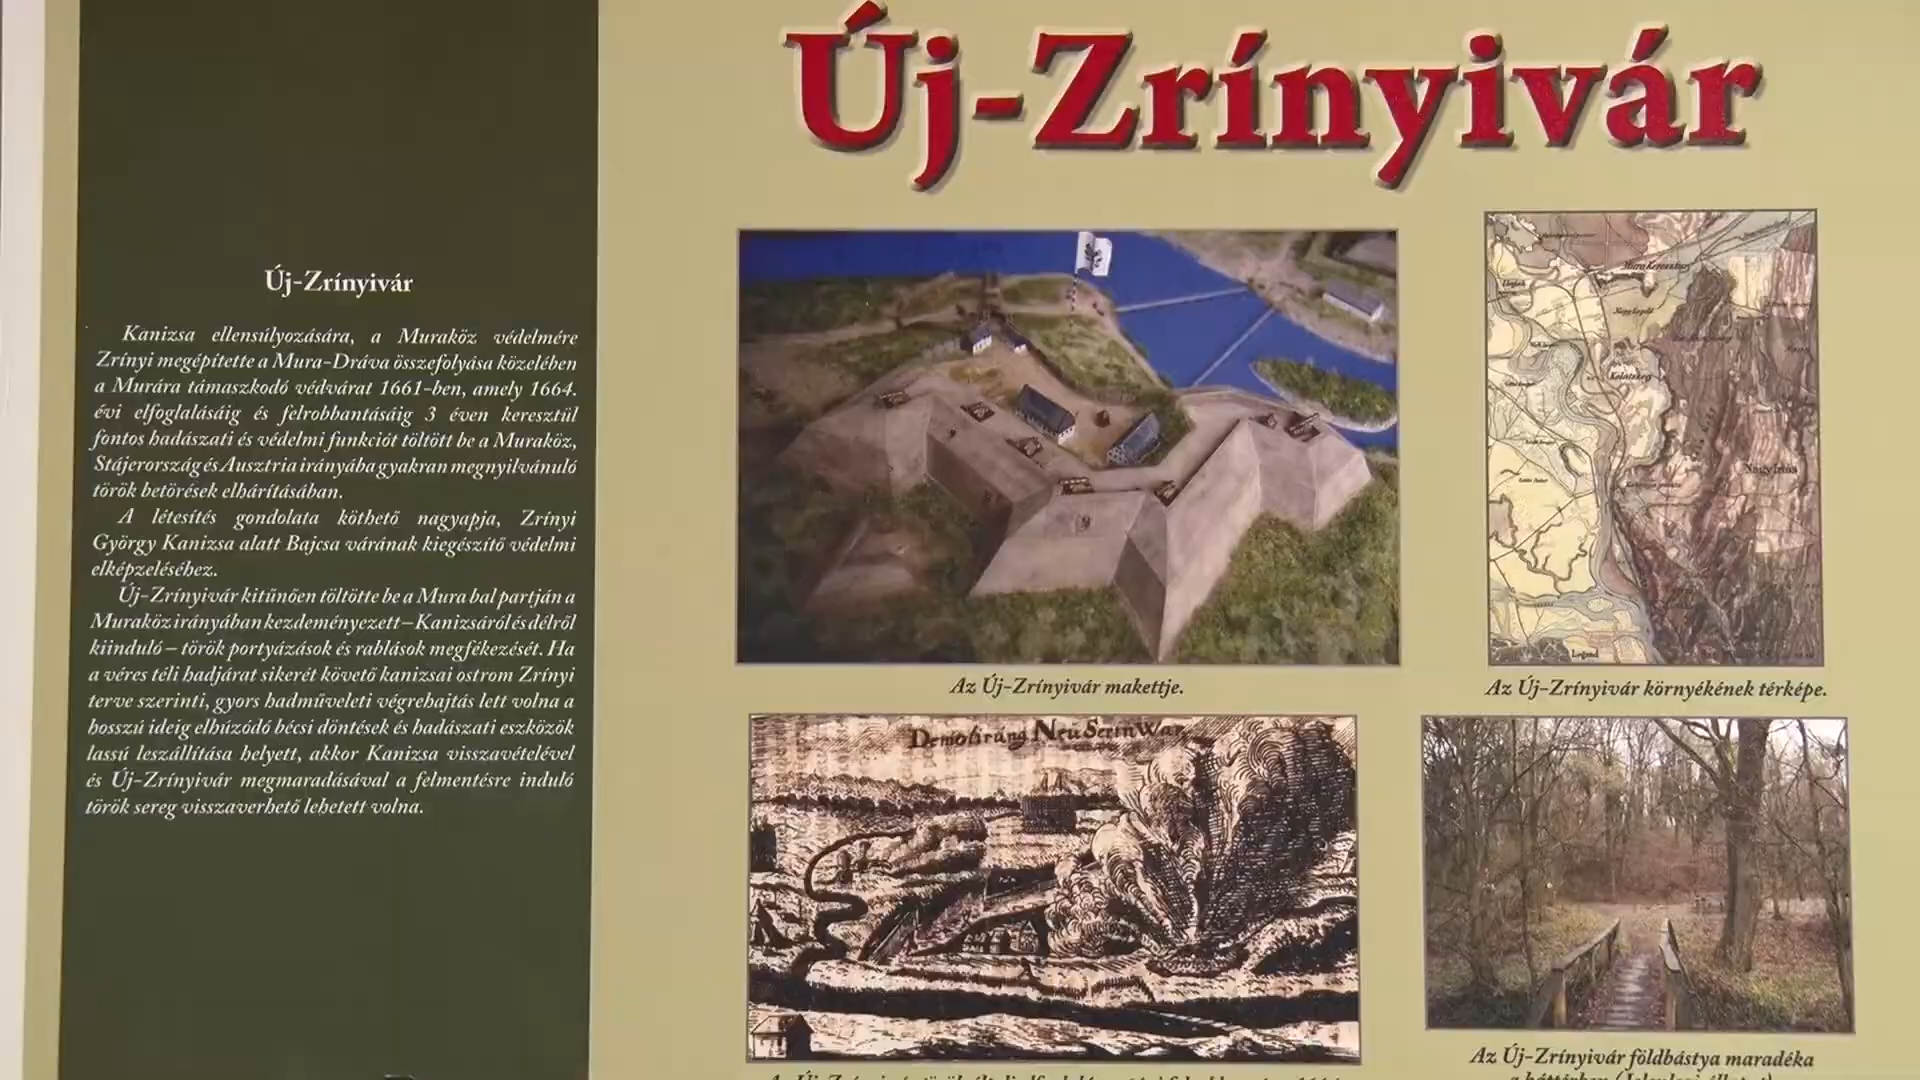 Új-Zrínyivár
Új-Zrínyivár
Kanizsa ellensúlyozására, a Muraköz védelmére
Zrínyi megépítette a Mura-Dráva összefolyása közelében
a Murára támaszkodó védvárat 1661-ben, amely 1664.
évi elfoglalásáig és felrobbantásáig 3 éven keresztül
fontos hadászati és védelmi funkciót töltött be a Muraköz,
Stájerország és Ausztria irányába gyakran megnyilvánuló
török betörések elhárításában.
A létesítés gondolata köthető nagyapja, Zrínyi
György Kanizsa alatt Bajcsa várának kiegészítő védelmi
elképzeléséhez.
Új-Zrínyivár kitűnően töltötte be a Mura bal partján a
Muraköz irányában kezdeményezett – Kanizsáról és délről
kiinduló – török portyázások és rablások megfékezését. Ha
a véres téli hadjárat sikerét követő kanizsai ostrom Zrínyi
terve szerinti, gyors hadműveleti végrehajtás lett volna a
hosszú ideig elhúzódó bécsi döntések és hadászati eszközök
lassú leszállítása helyett, akkor Kanizsa visszavételével
és Új-Zrínyivár megmaradásával a felmentésre induló
török sereg visszaverhető lehetett volna.
Az Új-Zrínyivár makettje.
Az Új-Zrínyivár környékének térképe.
Demolirung Neu Serin War
Az Új-Zrínyivár földbástya maradéka